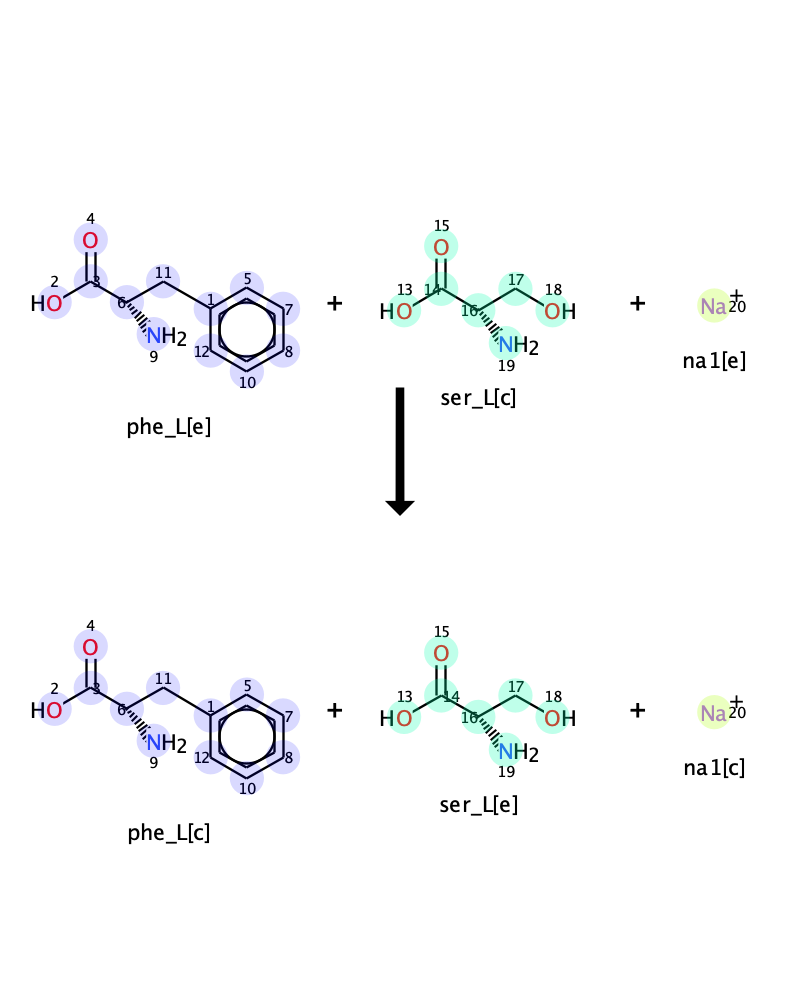 4 15
O O
2 3 11 5 13 14 17 18 +
HO 6 1 7 + HO 16 OH + Na 20
NH2 12 8 NH2 na1[e]
9 10 19
phe_L[e] ser_L[c]
4 15
O O
2 3 11 5 13 14 17 18 +
HO 6 1 7 + HO 16 OH + Na 20
NH2 12 8 NH2 na1[c]
9 10 19
phe_L[c] ser_L[e]